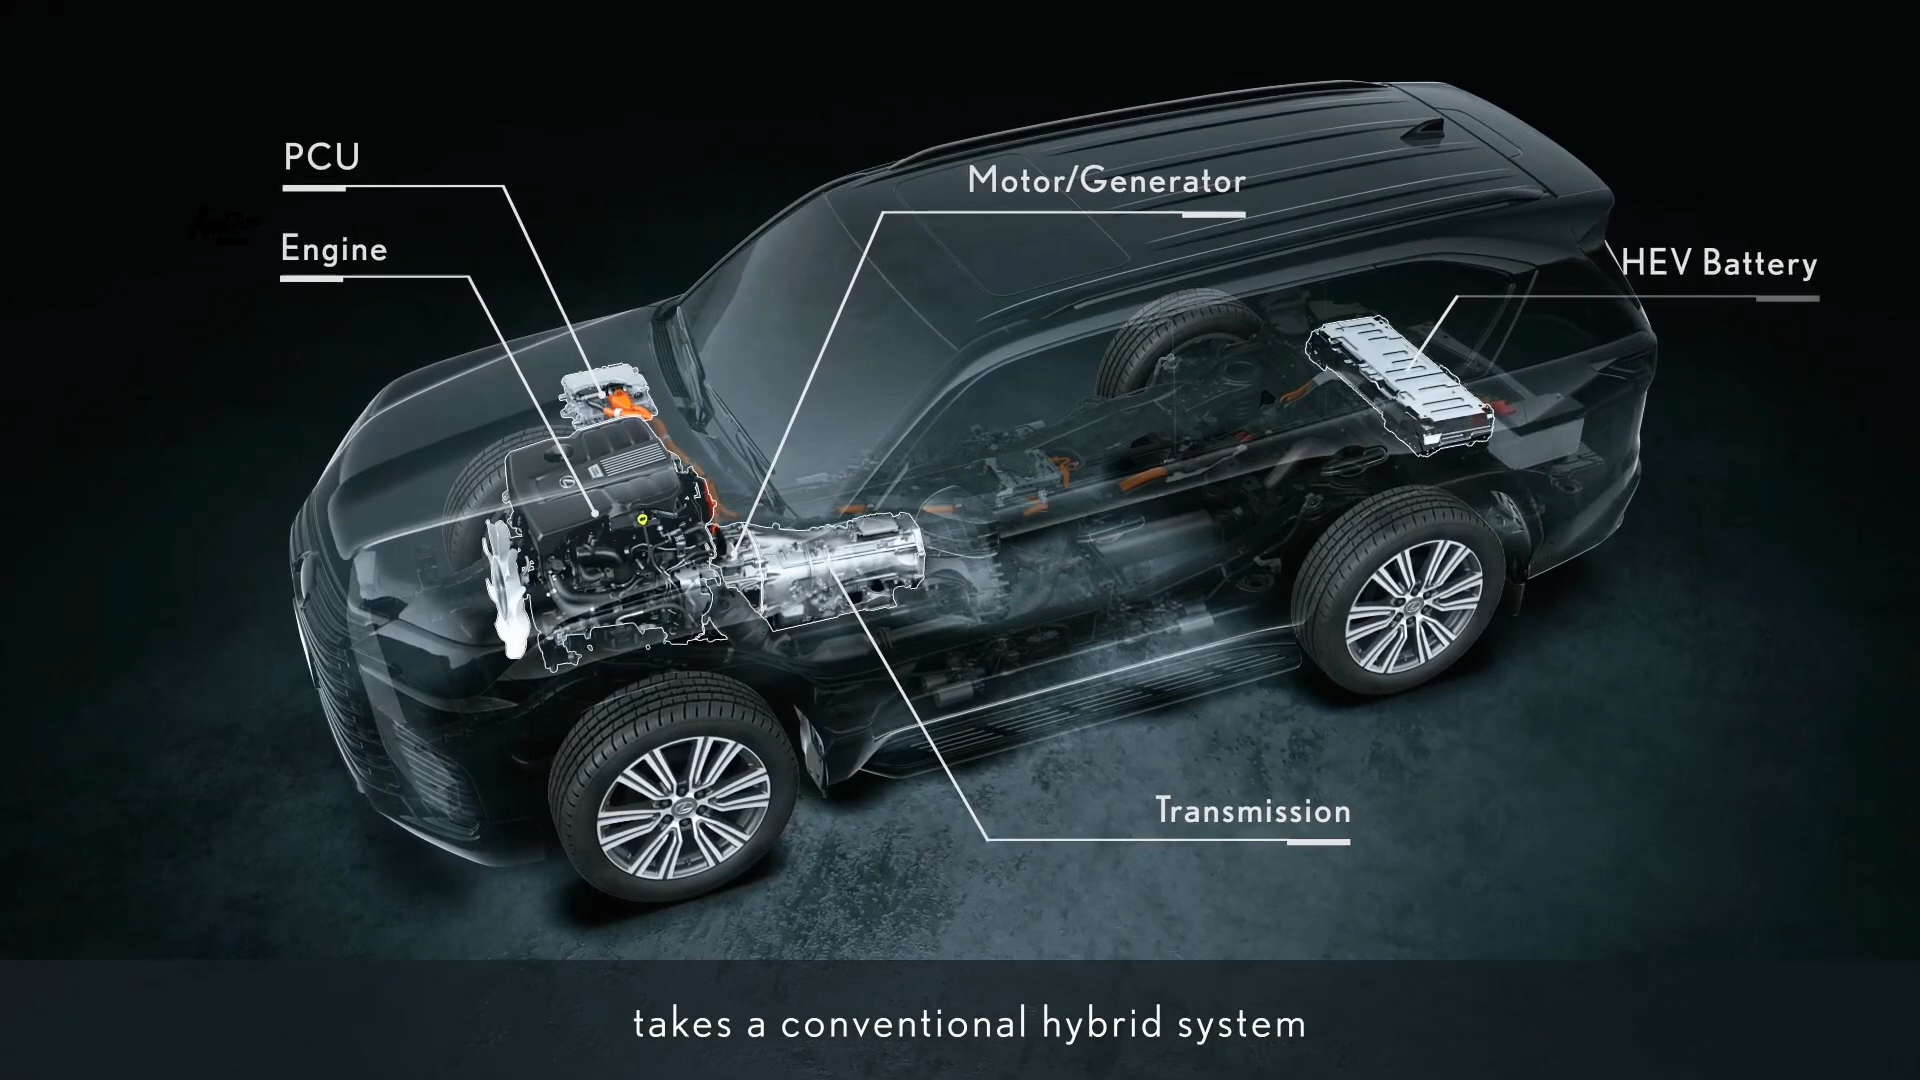 PCU
Motor/Generator
Engine
HEV Battery
Transmission
takes a conventional hybrid system